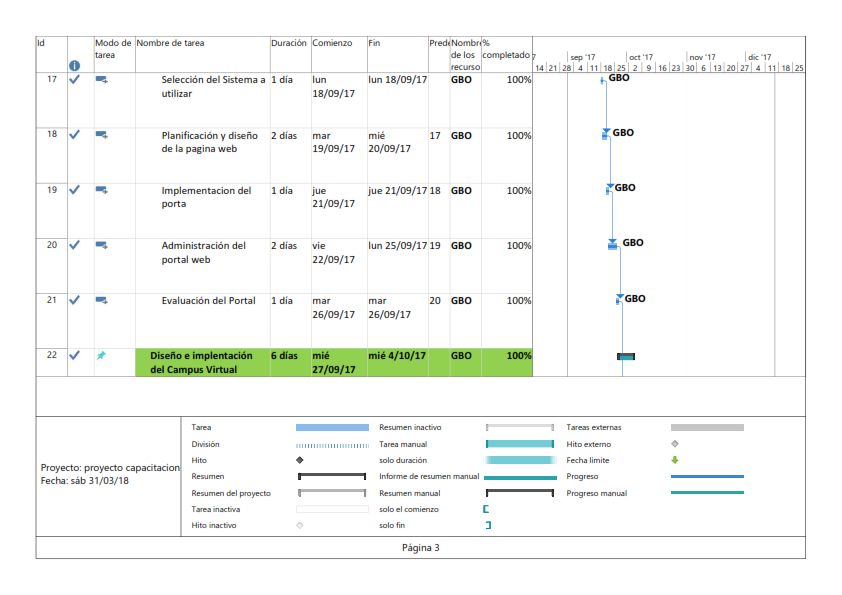 Id Modo de tarea Nombre de tarea Duración Comienzo Fin Prede Nombre de los recurso % completado
7 sep '17 oct '17 nov '17 dic '17
14 21 28 4 11 18 25 2 9 16 23 30 6 13 20 27 4 11 18 25
17 Selección del Sistema a 1 día lun lun 18/09/17 GBO 100% GBO
utilizar 18/09/17
18 Planificación y diseño 2 días mar mié 17 GBO 100% GBO
de la pagina web 19/09/17 20/09/17
19 Implementacion del 1 día jue jue 21/09/17 18 GBO 100% GBO
porta 21/09/17
20 Administración del 2 días vie lun 25/09/17 19 GBO 100% GBO
portal web 22/09/17
21 Evaluación del Portal 1 día mar mar 20 GBO 100% GBO
26/09/17 26/09/17
22 Diseño e implentación 6 días mié mié 4/10/17 GBO 100%
del Campus Virtual 27/09/17
Proyecto: proyecto capacitacion
Fecha: sáb 31/03/18
Tarea
División
Hito
Resumen
Resumen del proyecto
Tarea inactiva
Hito inactivo
Resumen inactivo
Tarea manual
solo duración
Informe de resumen manual
Resumen manual
solo el comienzo
solo fin
Tareas externas
Hito externo
Fecha límite
Progreso
Progreso manual
Página 3